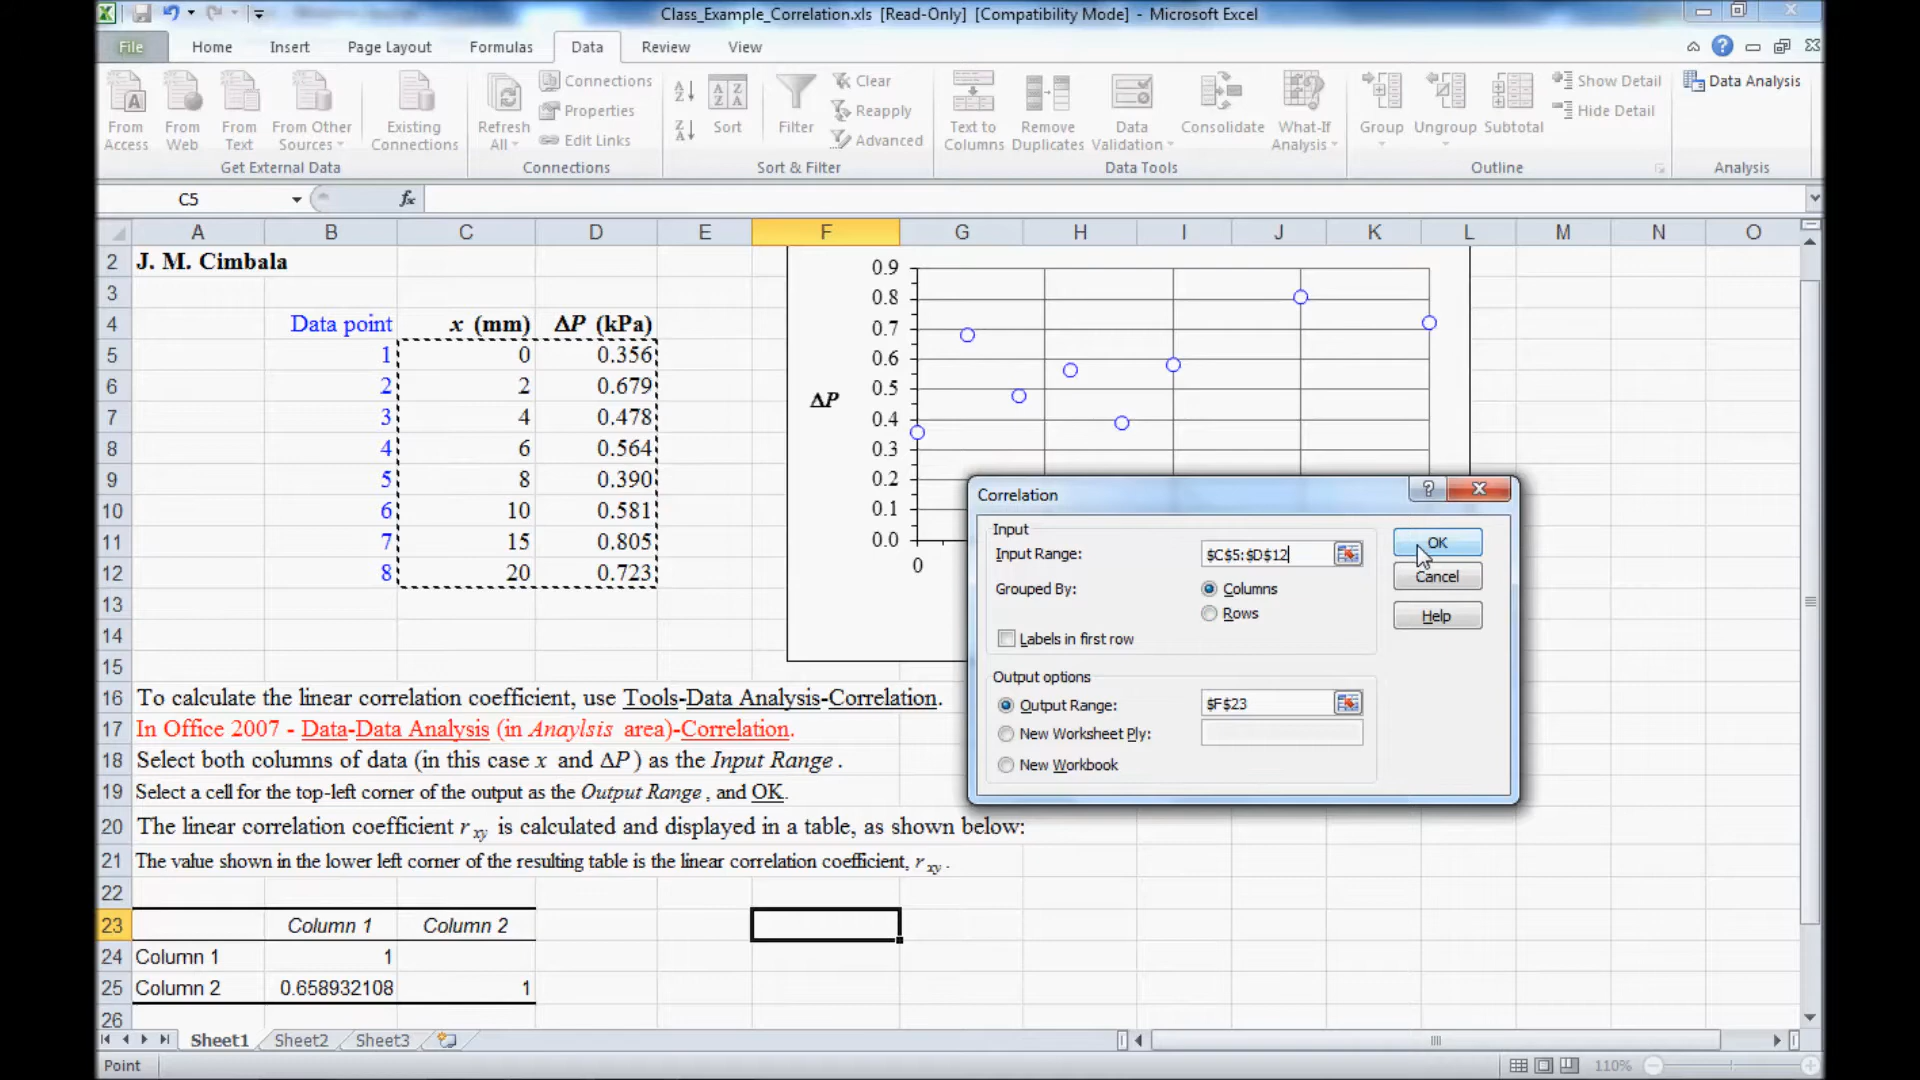 Class_Example_Correlation.xls [Read-Only] [Compatibility Mode] - Microsoft Excel
File Home Insert Page Layout Formulas Data Review View
From Access From Web From Text From Other Sources Existing Connections
Get External Data
Refresh All Connections Properties Edit Links
Connections
Sort Filter Clear Reapply Advanced
Sort & Filter
Text to Columns Remove Duplicates Data Validation Consolidate What-If Analysis
Data Tools
Group Ungroup Subtotal Show Detail Hide Detail
Outline
Data Analysis
Analysis
C5 fx
A B C D E F G H I J K L M N O
2 J. M. Cimbala
3
4 Data point x (mm) ΔP (kPa)
5 1 0 0.356
6 2 2 0.679
7 3 4 0.478
8 4 6 0.564
9 5 8 0.390
10 6 10 0.581
11 7 15 0.805
12 8 20 0.723
13
14
15
0.9
0.8
0.7
0.6
0.5
ΔP
0.4
0.3
0.2
0.1
0.0
0
Correlation
Input
Input Range: $C$5:$D$12
Grouped By: Columns
Rows
Labels in first row
Output options
Output Range: $F$23
New Worksheet Ply:
New Workbook
OK
Cancel
Help
16 To calculate the linear correlation coefficient, use Tools-Data Analysis-Correlation.
17 In Office 2007 - Data-Data Analysis (in Anaylsis area)-Correlation.
18 Select both columns of data (in this case x and ΔP) as the Input Range.
19 Select a cell for the top-left corner of the output as the Output Range, and OK.
20 The linear correlation coefficient r xy is calculated and displayed in a table, as shown below:
21 The value shown in the lower left corner of the resulting table is the linear correlation coefficient, r xy.
22
23 Column 1 Column 2
24 Column 1 1
25 Column 2 0.658932108 1
26
Sheet1 Sheet2 Sheet3
Point 110%